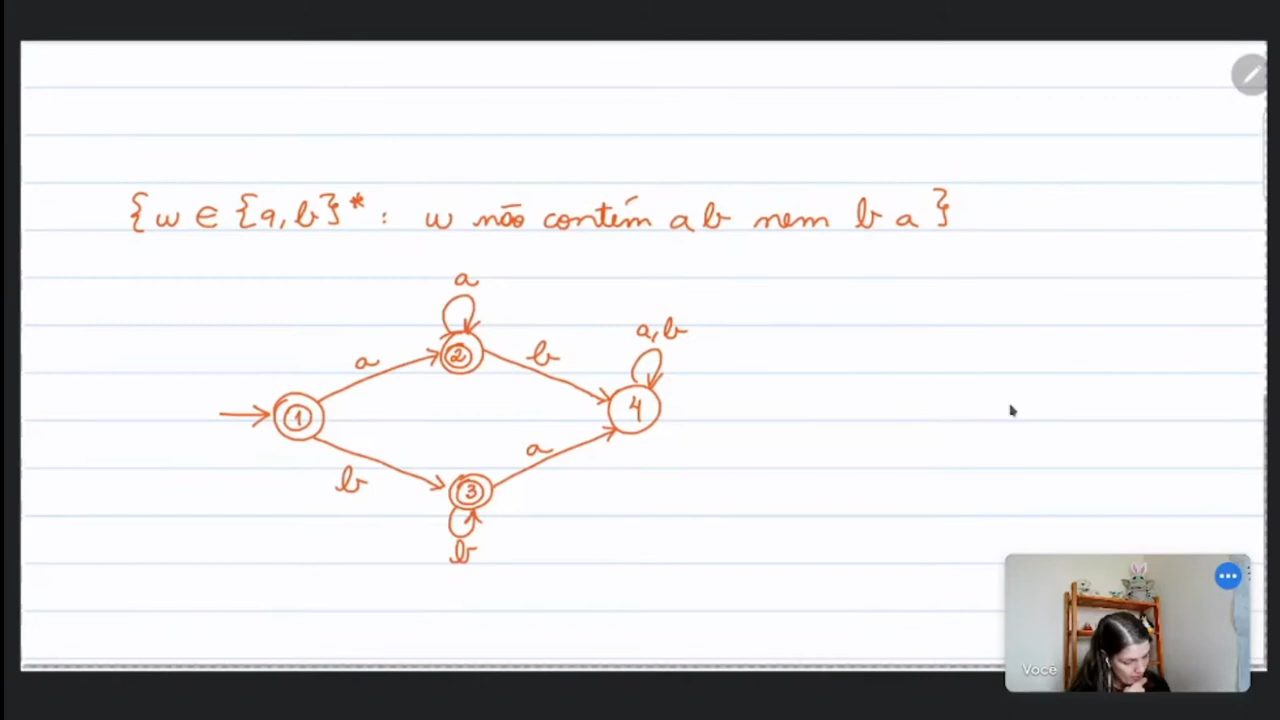 { w ∈ {a, b}* : w não contém ab nem ba }
a
a, b
a
b
2
1
4
b
a
3
b
Você